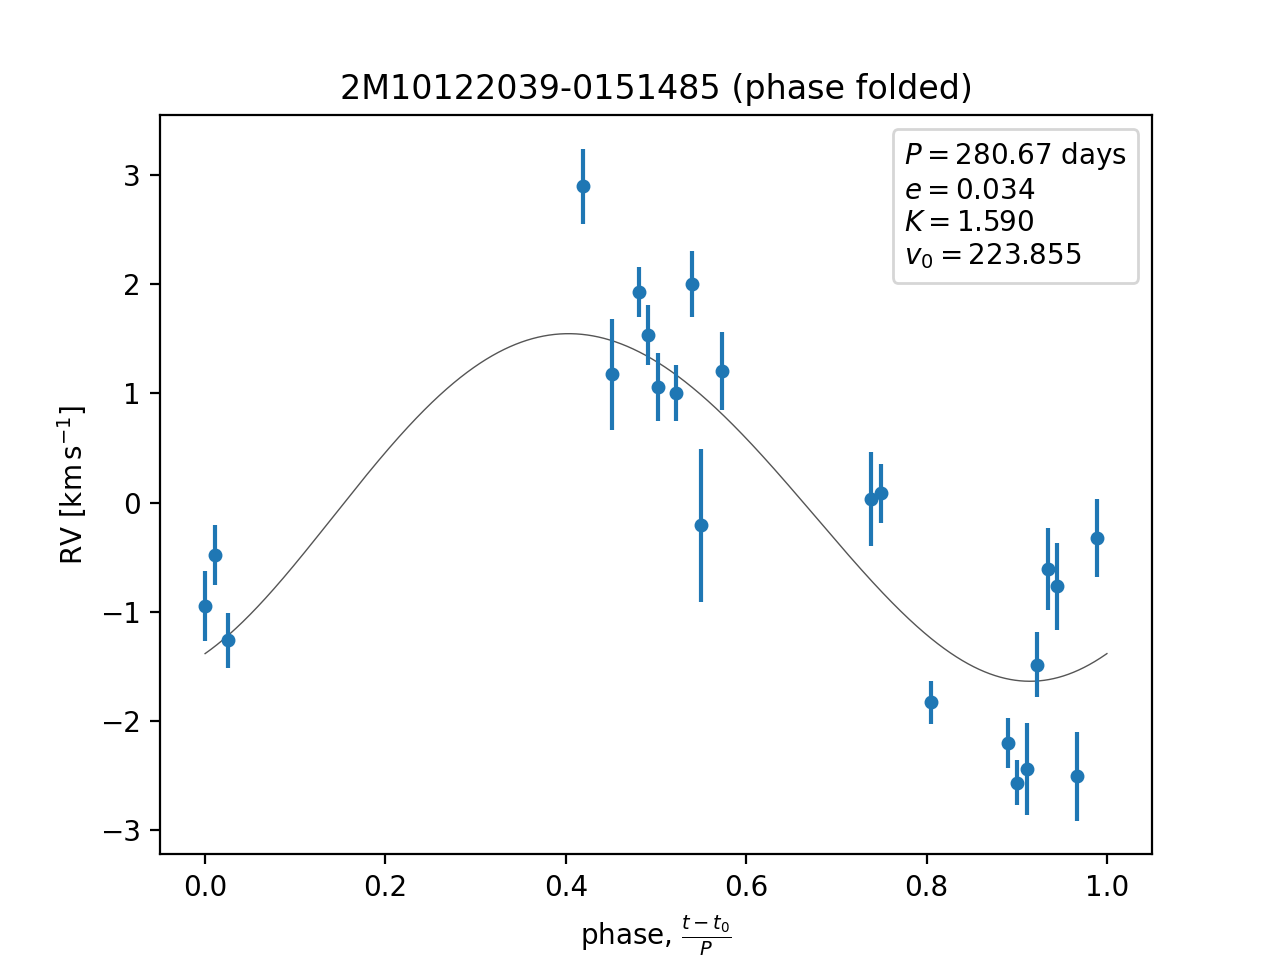 2M10122039-0151485 (phase folded)
P = 280.67 days
e = 0.034
K = 1.590
v₀ = 223.855
3
2
1
0
−1
−2
−3
RV [km s⁻¹]
0.0 0.2 0.4 0.6 0.8 1.0
phase, (t − t₀)/P